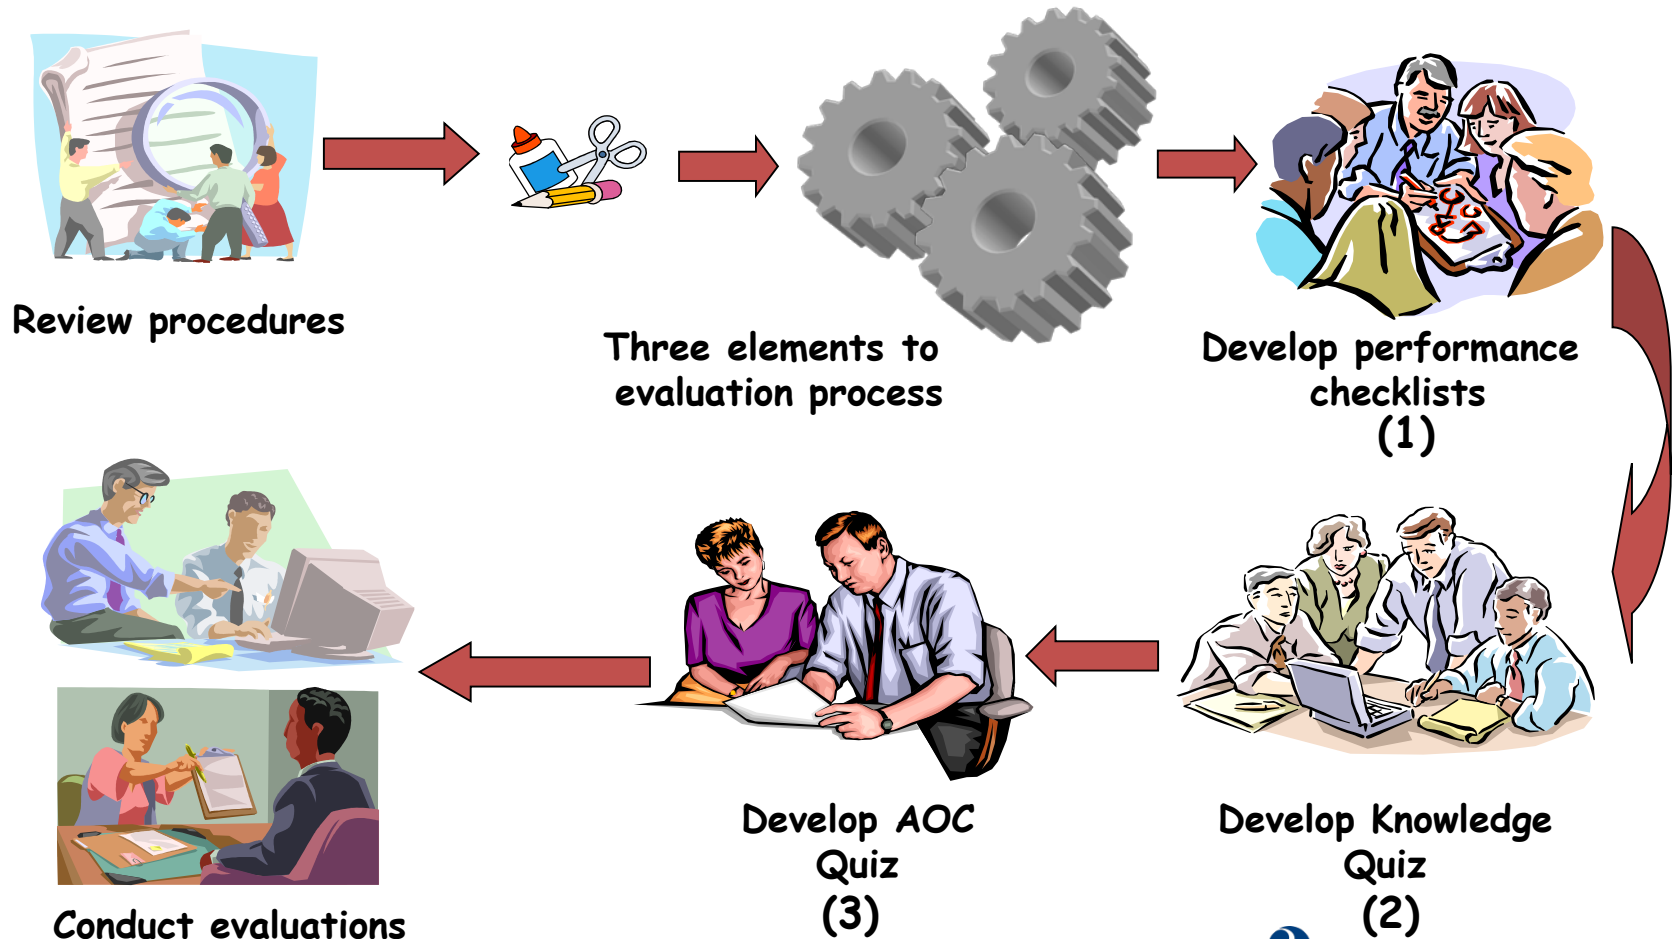 Review procedures
Three elements to
evaluation process
Develop performance
checklists
(1)
Develop Knowledge
Quiz
(2)
Develop AOC
Quiz
(3)
Conduct evaluations